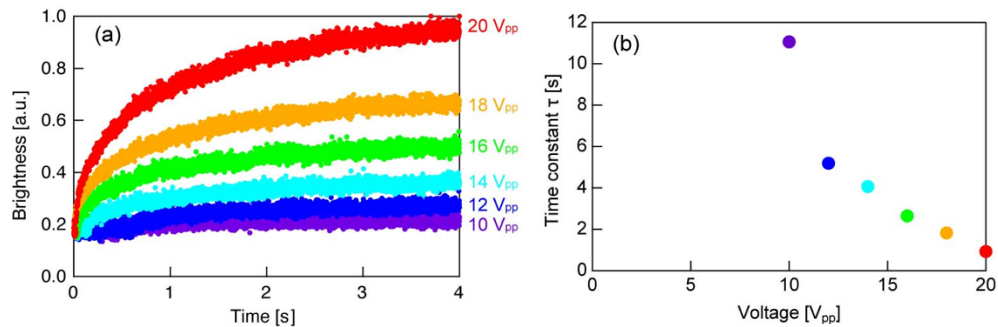 (a)
Brightness [a.u.]
1.0
0.8
0.6
0.4
0.2
0.0
0
1
2
3
4
Time [s]
20 Vpp
18 Vpp
16 Vpp
14 Vpp
12 Vpp
10 Vpp
(b)
Time constant τ [s]
12
10
8
6
4
2
0
0
5
10
15
20
Voltage [Vpp]